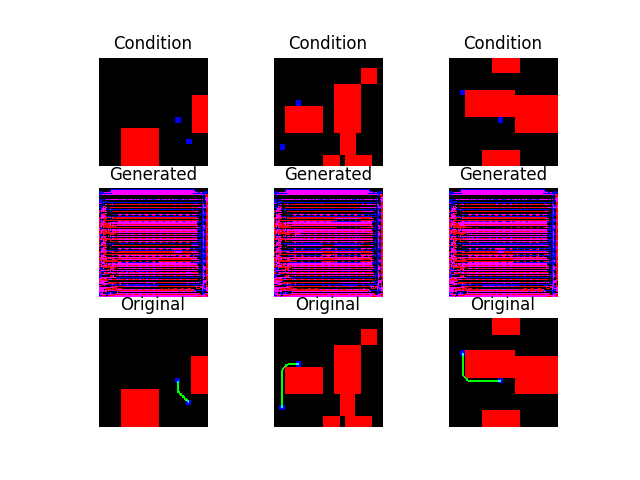 Condition Condition Condition
Generated Generated Generated
Original Original Original